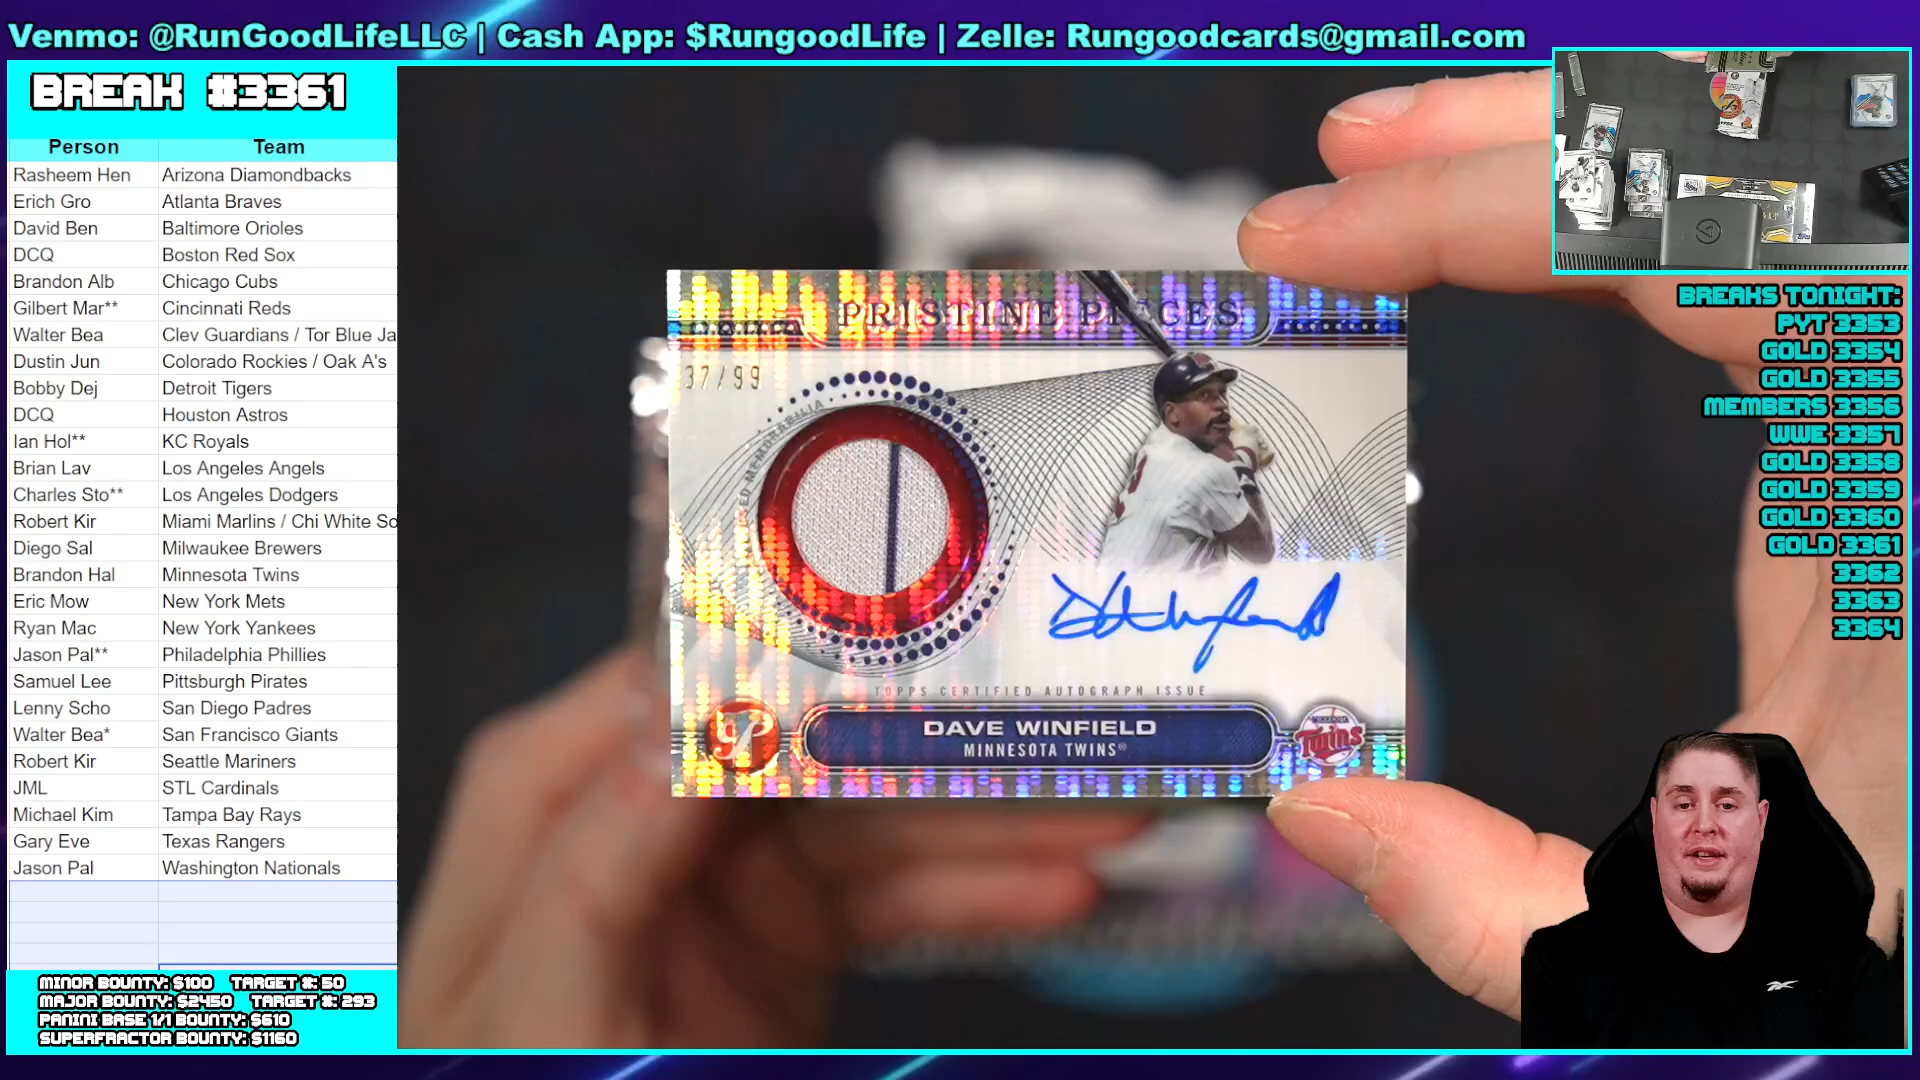 Venmo: @RunGoodLifeLLC | Cash App: $RungoodLife | Zelle: Rungoodcards@gmail.com
BREAK #3361
Person Team
Rasheem Hen Arizona Diamondbacks
Erich Gro Atlanta Braves
David Ben Baltimore Orioles
DCQ Boston Red Sox
Brandon Alb Chicago Cubs
Gilbert Mar** Cincinnati Reds
Walter Bea Clev Guardians / Tor Blue Ja
Dustin Jun Colorado Rockies / Oak A's
Bobby Dej Detroit Tigers
DCQ Houston Astros
Ian Hol** KC Royals
Brian Lav Los Angeles Angels
Charles Sto** Los Angeles Dodgers
Robert Kir Miami Marlins / Chi White So
Diego Sal Milwaukee Brewers
Brandon Hal Minnesota Twins
Eric Mow New York Mets
Ryan Mac New York Yankees
Jason Pal** Philadelphia Phillies
Samuel Lee Pittsburgh Pirates
Lenny Scho San Diego Padres
Walter Bea* San Francisco Giants
Robert Kir Seattle Mariners
JML STL Cardinals
Michael Kim Tampa Bay Rays
Gary Eve Texas Rangers
Jason Pal Washington Nationals
MINOR BOUNTY: $100 TARGET #: 50
MAJOR BOUNTY: $2450 TARGET #: 293
PANINI BASE 1/1 BOUNTY: $610
SUPERFRACTOR BOUNTY: $1160
PRISTINE PIECES
37/99
USED MEMORABILIA
TOPPS CERTIFIED AUTOGRAPH ISSUE
DAVE WINFIELD
MINNESOTA TWINS®
Twins
BREAKS TONIGHT:
PYT 3353
GOLD 3354
GOLD 3355
MEMBERS 3356
WWE 3357
GOLD 3358
GOLD 3359
GOLD 3360
GOLD 3361
3362
3363
3364